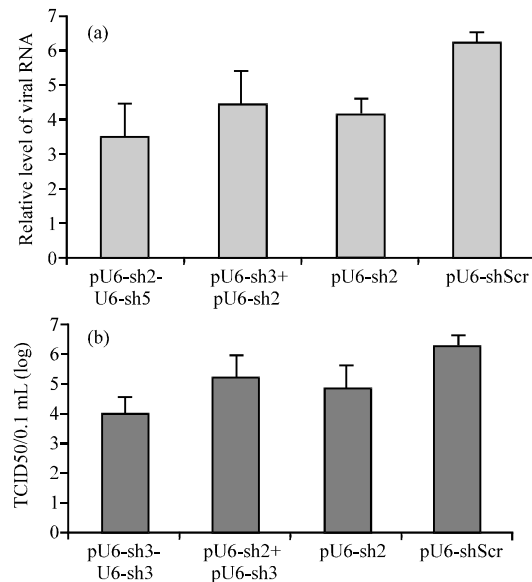 (a)
Relative level of viral RNA
7
6
5
4
3
2
1
0
pU6-sh2-
U6-sh5
pU6-sh3+
pU6-sh2
pU6-sh2
pU6-shScr
(b)
TCID50/0.1 mL (log)
7
6
5
4
3
2
1
0
pU6-sh3-
U6-sh3
pU6-sh2+
pU6-sh3
pU6-sh2
pU6-shScr